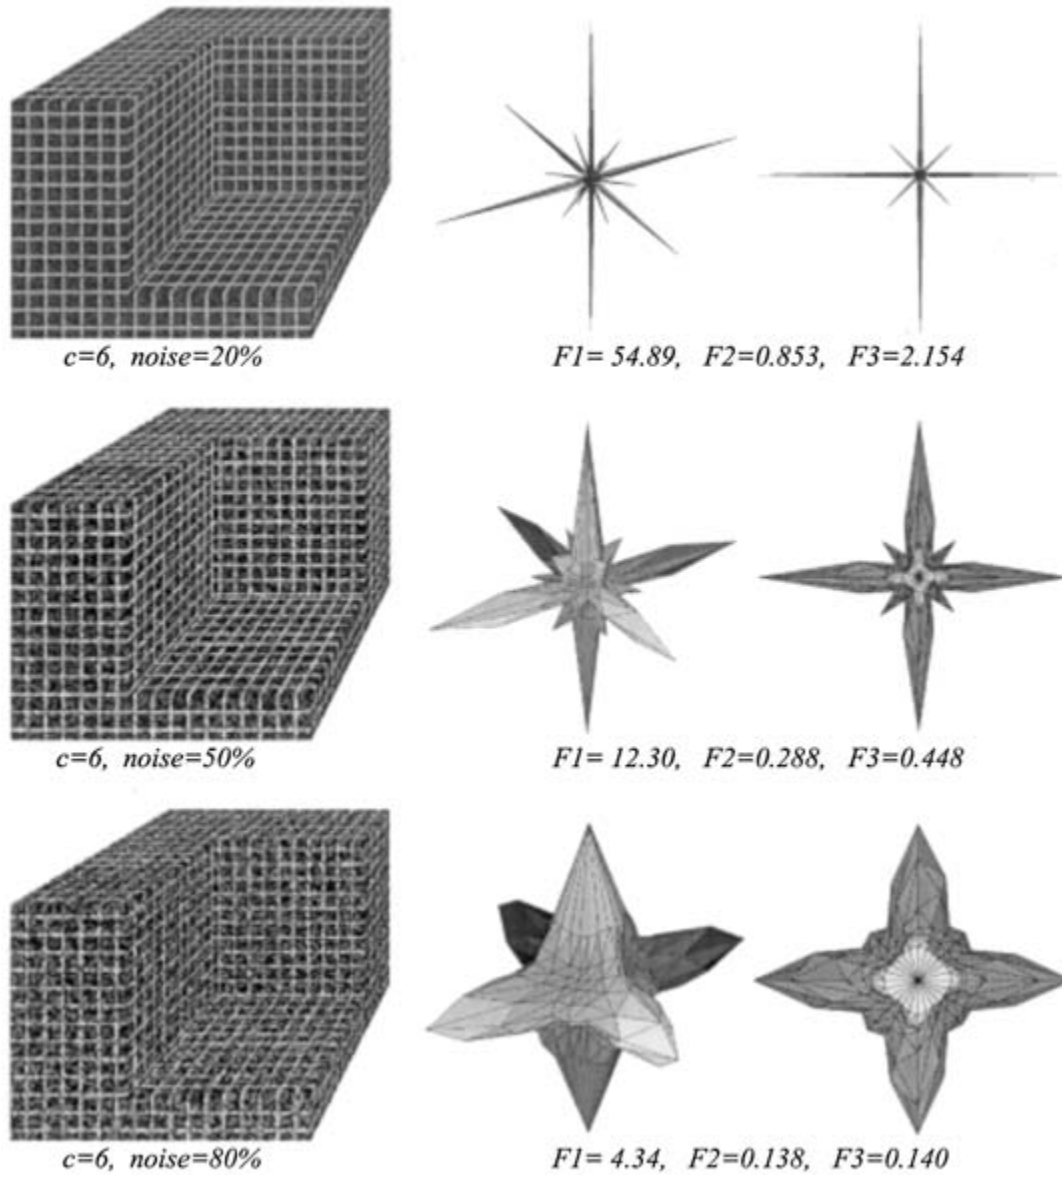 c=6, noise=20%
F1= 54.89, F2=0.853, F3=2.154
c=6, noise=50%
F1= 12.30, F2=0.288, F3=0.448
c=6, noise=80%
F1= 4.34, F2=0.138, F3=0.140